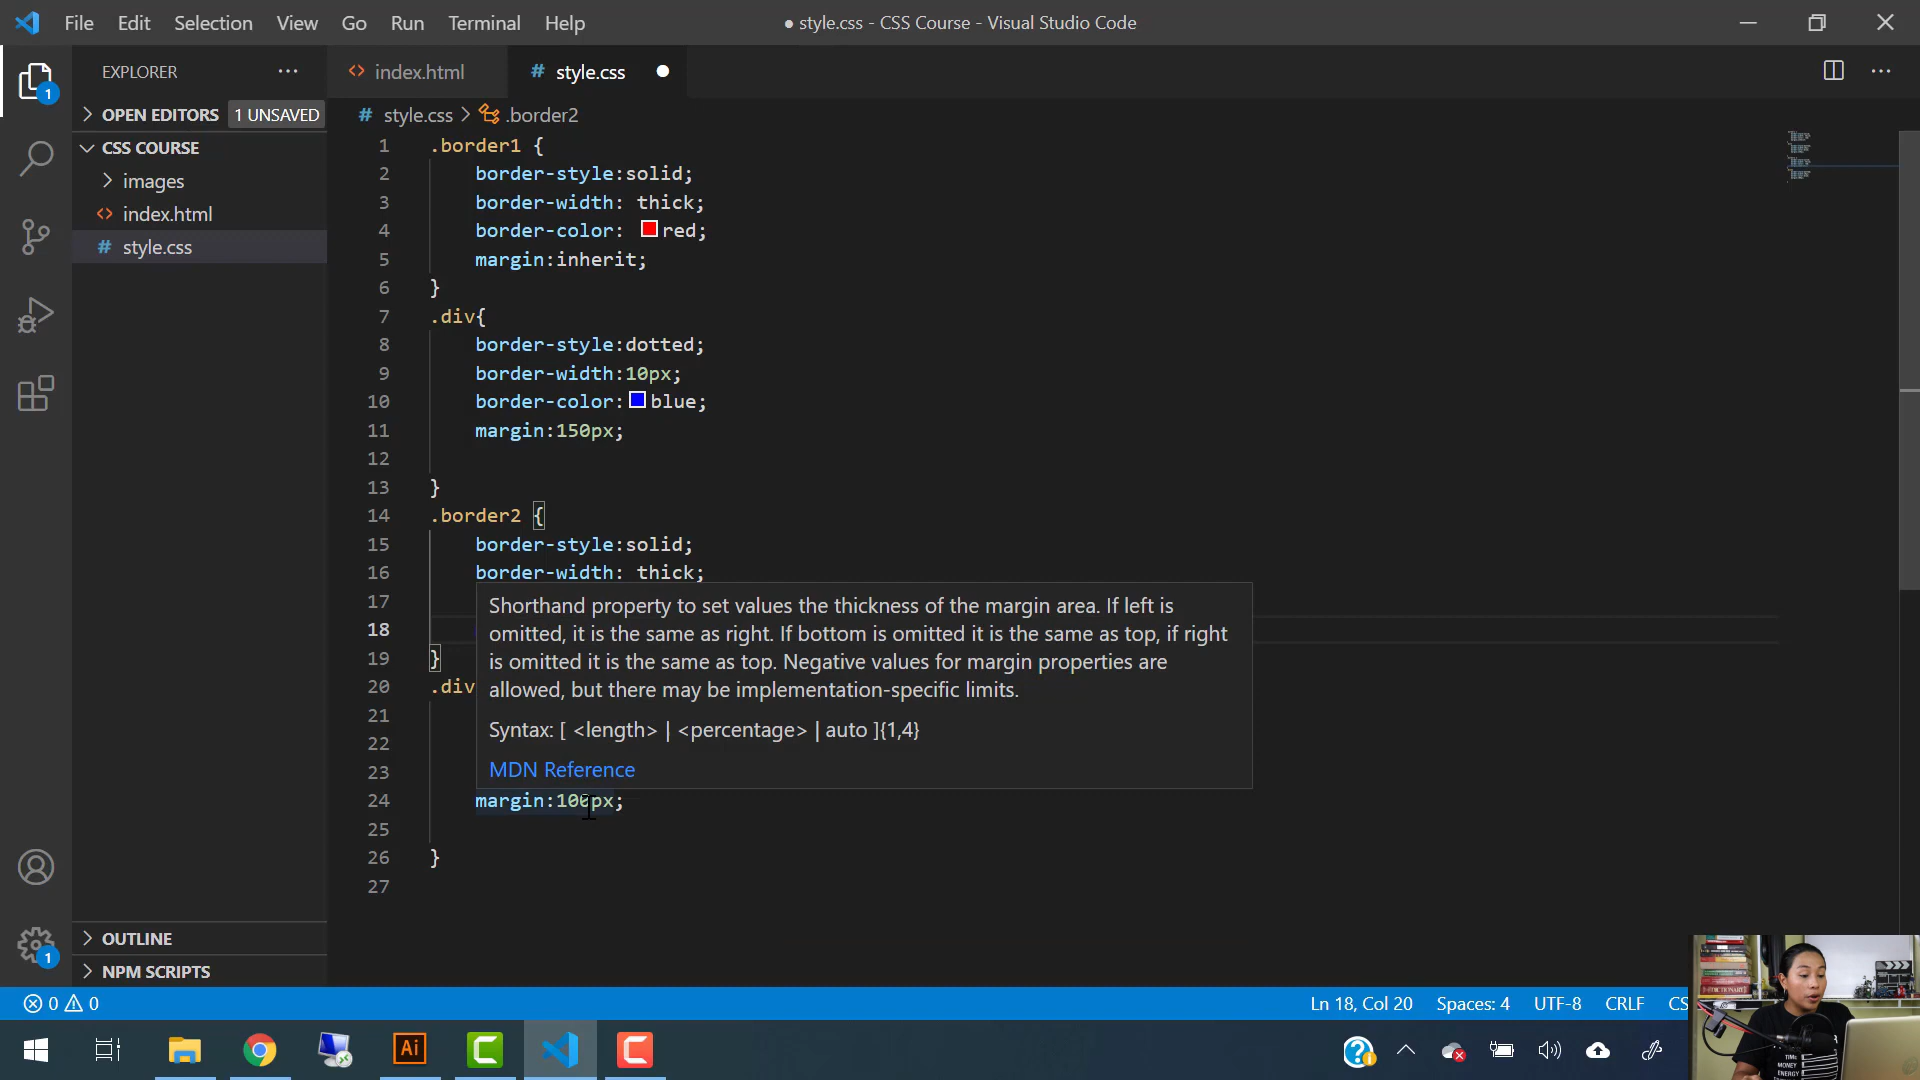 File Edit Selection View Go Run Terminal Help
● style.css - CSS Course - Visual Studio Code
EXPLORER
OPEN EDITORS 1 UNSAVED
CSS COURSE
images
index.html
style.css
OUTLINE
NPM SCRIPTS
1
1
index.html
style.css
style.css > .border2
1 .border1 {
2 border-style:solid;
3 border-width: thick;
4 border-color: red;
5 margin:inherit;
6 }
7 .div{
8 border-style:dotted;
9 border-width:10px;
10 border-color:blue;
11 margin:150px;
12
13 }
14 .border2 {
15 border-style:solid;
16 border-width: thick;
17
18
19 }
20 .div
21
22
23
24 margin:100px;
25
26 }
27
Shorthand property to set values the thickness of the margin area. If left is
omitted, it is the same as right. If bottom is omitted it is the same as top, if right
is omitted it is the same as top. Negative values for margin properties are
allowed, but there may be implementation-specific limits.
Syntax: [ <length> | <percentage> | auto ]{1,4}
MDN Reference
0 0
Ln 18, Col 20 Spaces: 4 UTF-8 CRLF CS
Ai